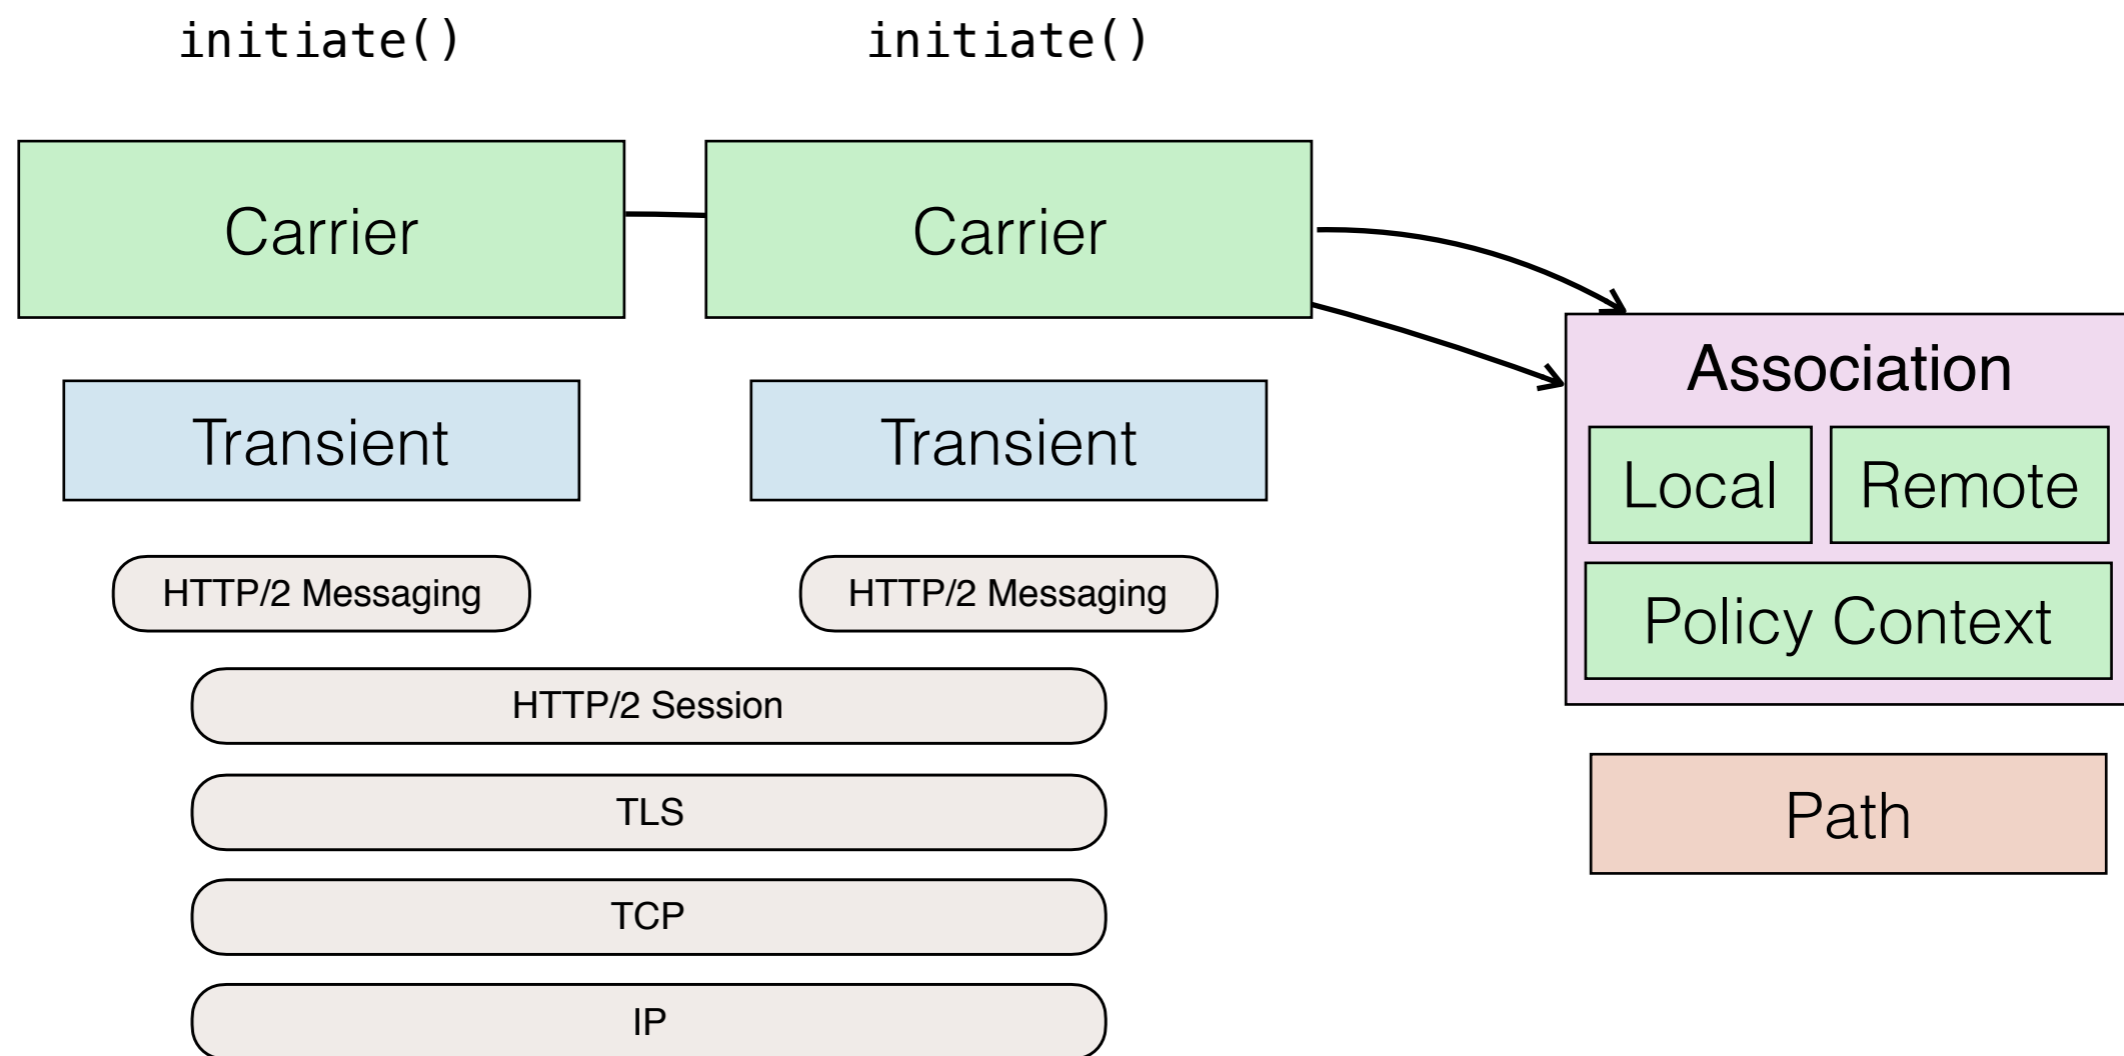 initiate()
initiate()
Carrier
Carrier
Association
Transient
Transient
Local
Remote
HTTP/2 Messaging
HTTP/2 Messaging
Policy Context
HTTP/2 Session
TLS
Path
TCP
IP